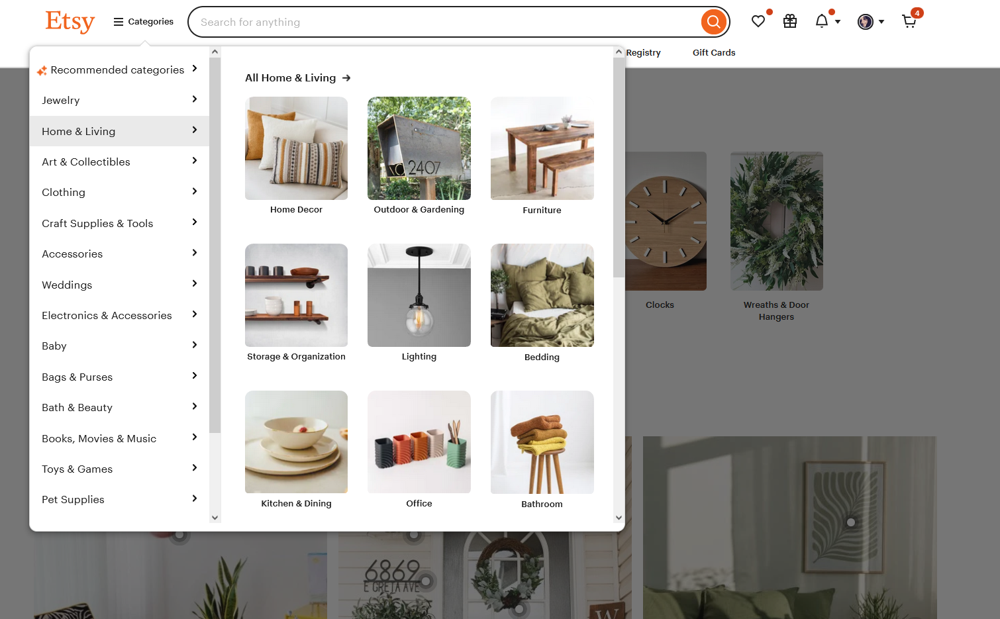 Etsy
Categories
Search for anything
4
Registry
Gift Cards
Recommended categories
Jewelry
Home & Living
Art & Collectibles
Clothing
Craft Supplies & Tools
Accessories
Weddings
Electronics & Accessories
Baby
Bags & Purses
Bath & Beauty
Books, Movies & Music
Toys & Games
Pet Supplies
All Home & Living
2407
Home Decor
Outdoor & Gardening
Furniture
Storage & Organization
Lighting
Bedding
Kitchen & Dining
Office
Bathroom
Clocks
Wreaths & Door
Hangers
6869
E GRETA AVE
W